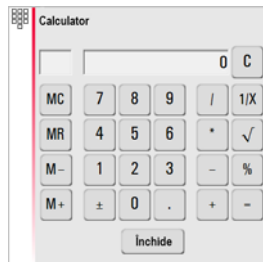 Calculator
0 C
MC 7 8 9 / 1/X
MR 4 5 6 * √
M− 1 2 3 − %
M+ ± 0 . + =
Închide